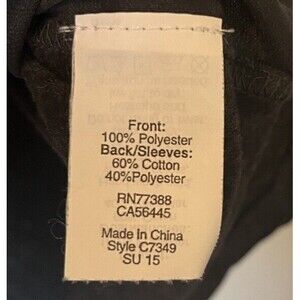 Front:
100% Polyester
Back/Sleeves:
60% Cotton
40%Polyester
RN77388
CA56445
Made In China
Style C7349
SU 15